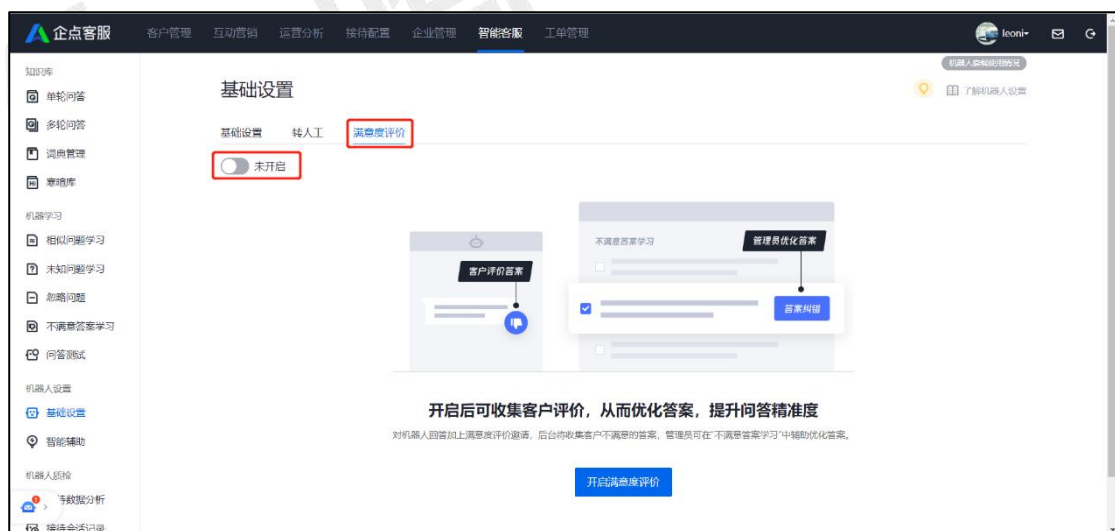 企点客服 客户管理 互动营销 运营分析 接待配置 企业管理 智能客服 工单管理 leoni
知识库
单轮问答
多轮问答
词典管理
寒暄库
机器学习
相似问题学习
未知问题学习
忽略问题
不满意答案学习
问答测试
机器人设置
基础设置
智能辅助
机器人质检
待数据分析
接待会话记录
机器人套餐使用情况
基础设置
了解机器人设置
基础设置 转人工 满意度评价
未开启
不满意答案学习
管理员优化答案
客户评价答案
答案纠错
开启后可收集客户评价，从而优化答案，提升问答精准度
对机器人回答加上满意度评价邀请，后台将收集客户不满意的答案，管理员可在“不满意答案学习”中辅助优化答案。
开启满意度评价